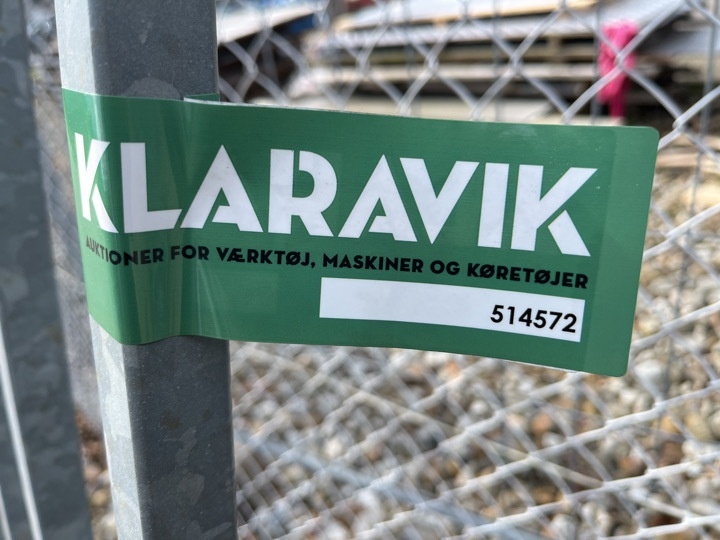 KLARAVIK
AUKTIONER FOR VÆRKTØJ, MASKINER OG KØRETØJER
514572